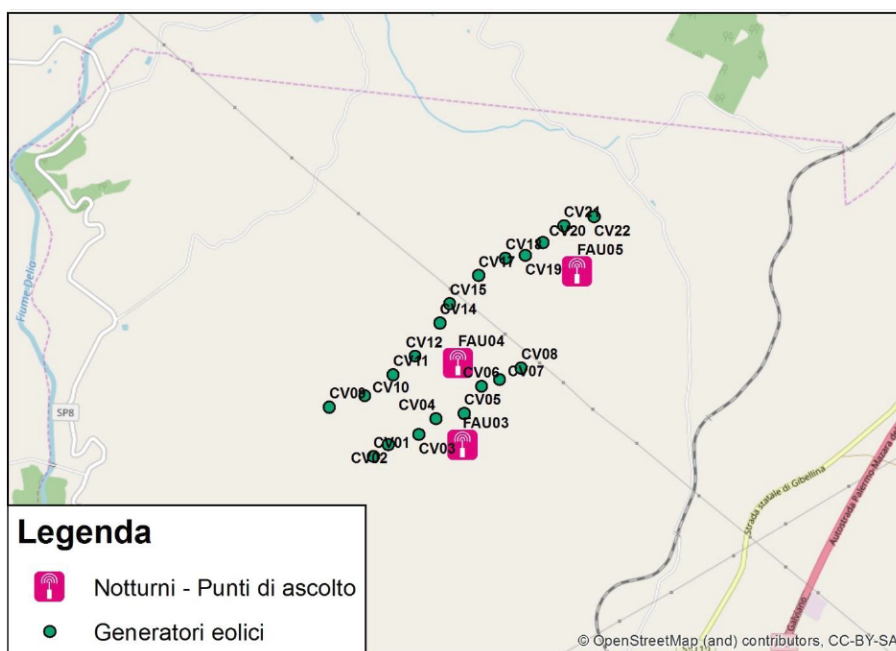 CV21
CV20
CV22
CV18
FAU05
CV17
CV19
CV15
CV14
FAU04
CV12
CV08
CV11
CV07
CV06
CV10
CV09
CV05
CV04
FAU03
CV01
CV03
CV02
Fiume Delio
SP8
Strada statale di Gibellina
Autostrada Palermo-Mazara
Legenda
Notturni - Punti di ascolto
Generatori eolici
© OpenStreetMap (and) contributors, CC-BY-SA